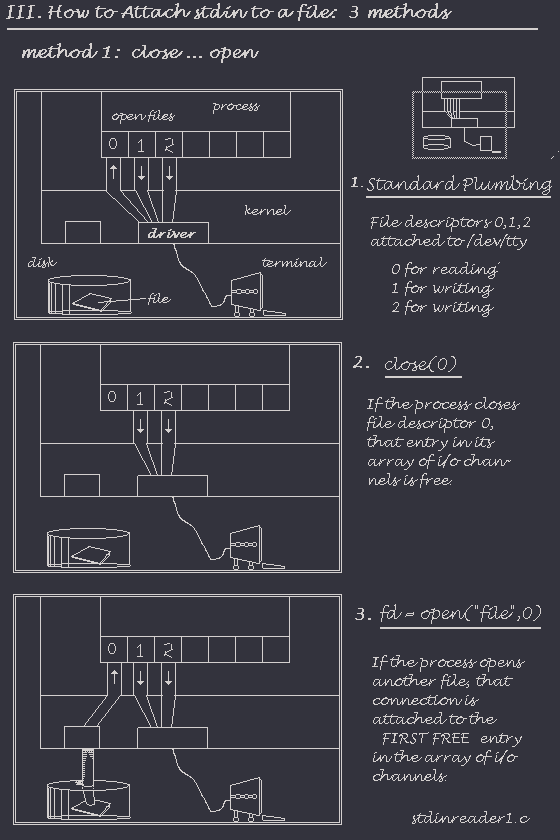 III. How to Attach stdin to a file: 3 methods
method 1: close ... open
process
open files
0 1 2
kernel
driver
disk
terminal
file
1. Standard Plumbing
File descriptors 0,1,2
attached to /dev/tty
0 for reading
1 for writing
2 for writing
0 1 2
2. close(0)
If the process closes
file descriptor 0,
that entry in its
array of i/o chan-
nels is free.
0 1 2
3. fd = open("file",0)
If the process opens
another file, that
connection is
attached to the
FIRST FREE entry
in the array of i/o
channels.
stdinreader1.c